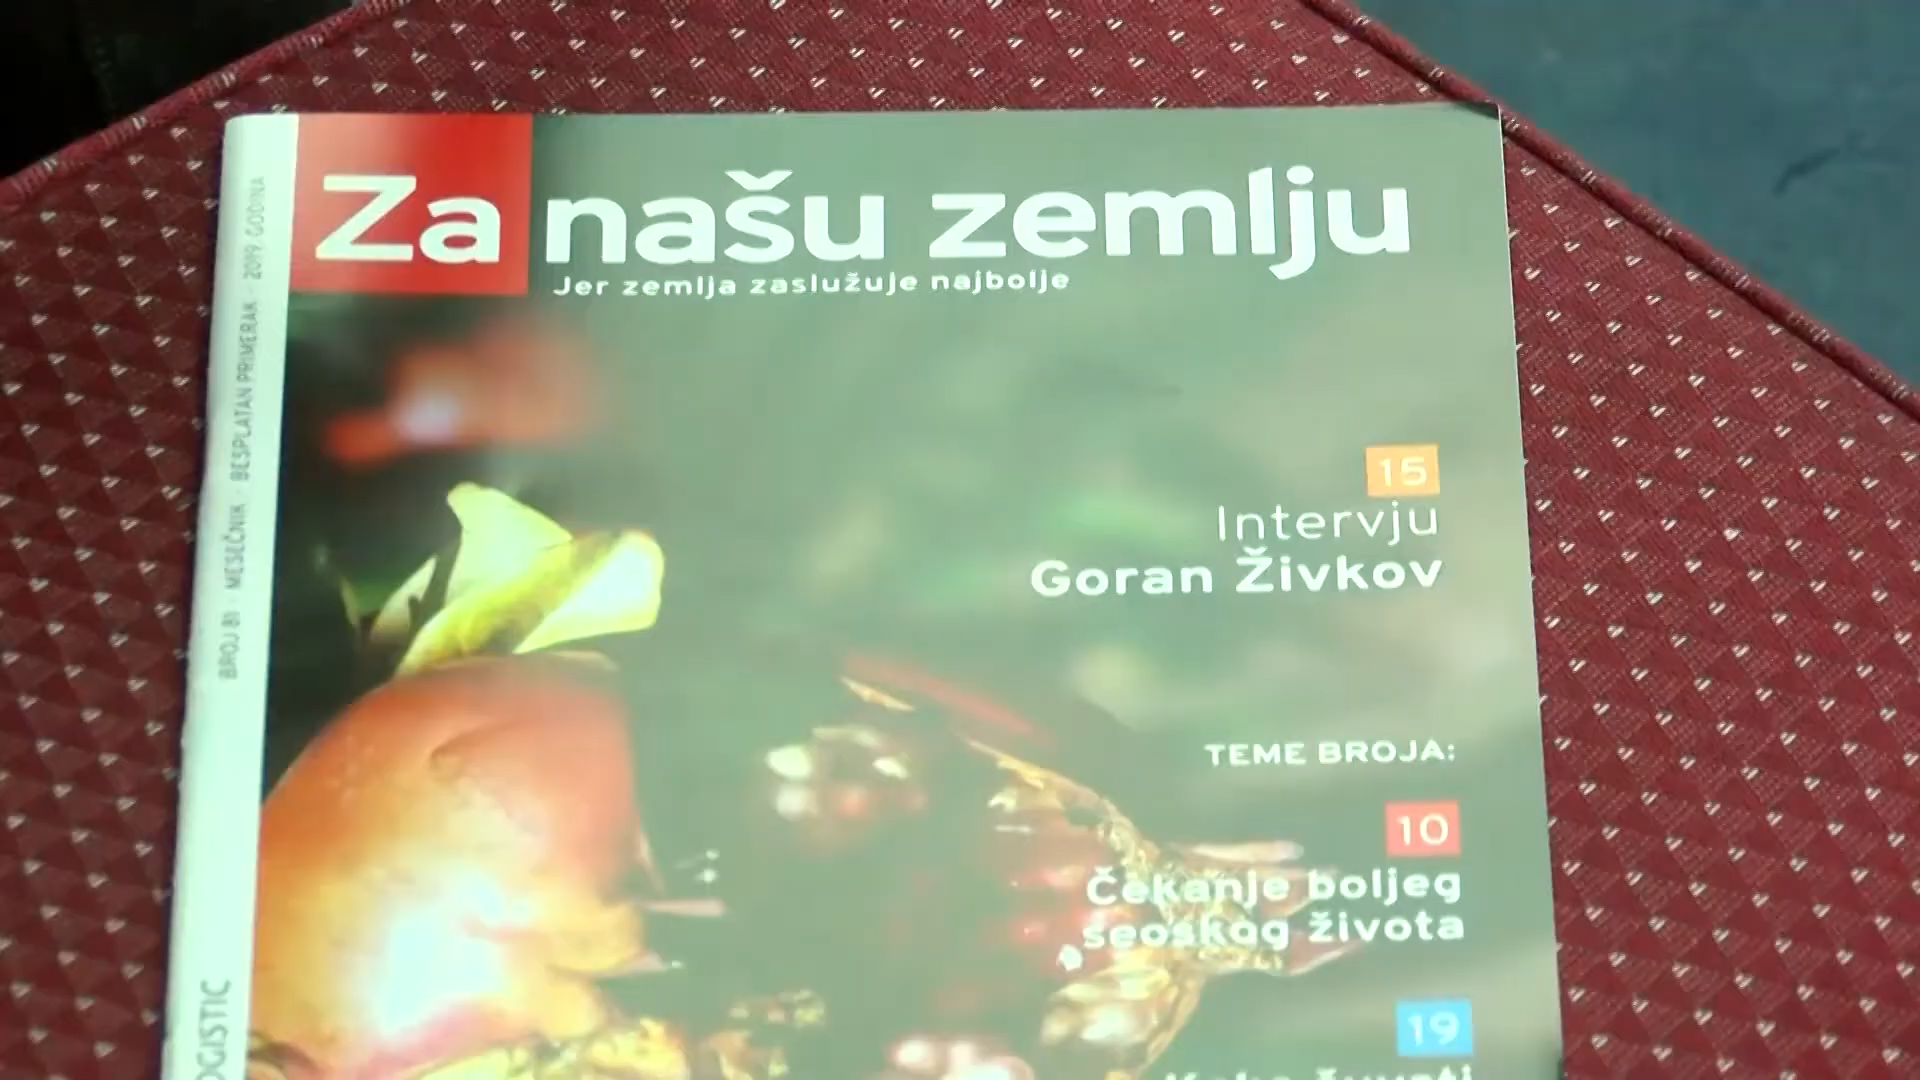 Za našu zemlju
Jer zemlja zaslužuje najbolje
BROJ 81 · MESEČNIK · BESPLATAN PRIMERAK · 2019. GODINA
15
Intervju
Goran Živkov
TEME BROJA:
10
Čekanje boljeg
seoskog života
19